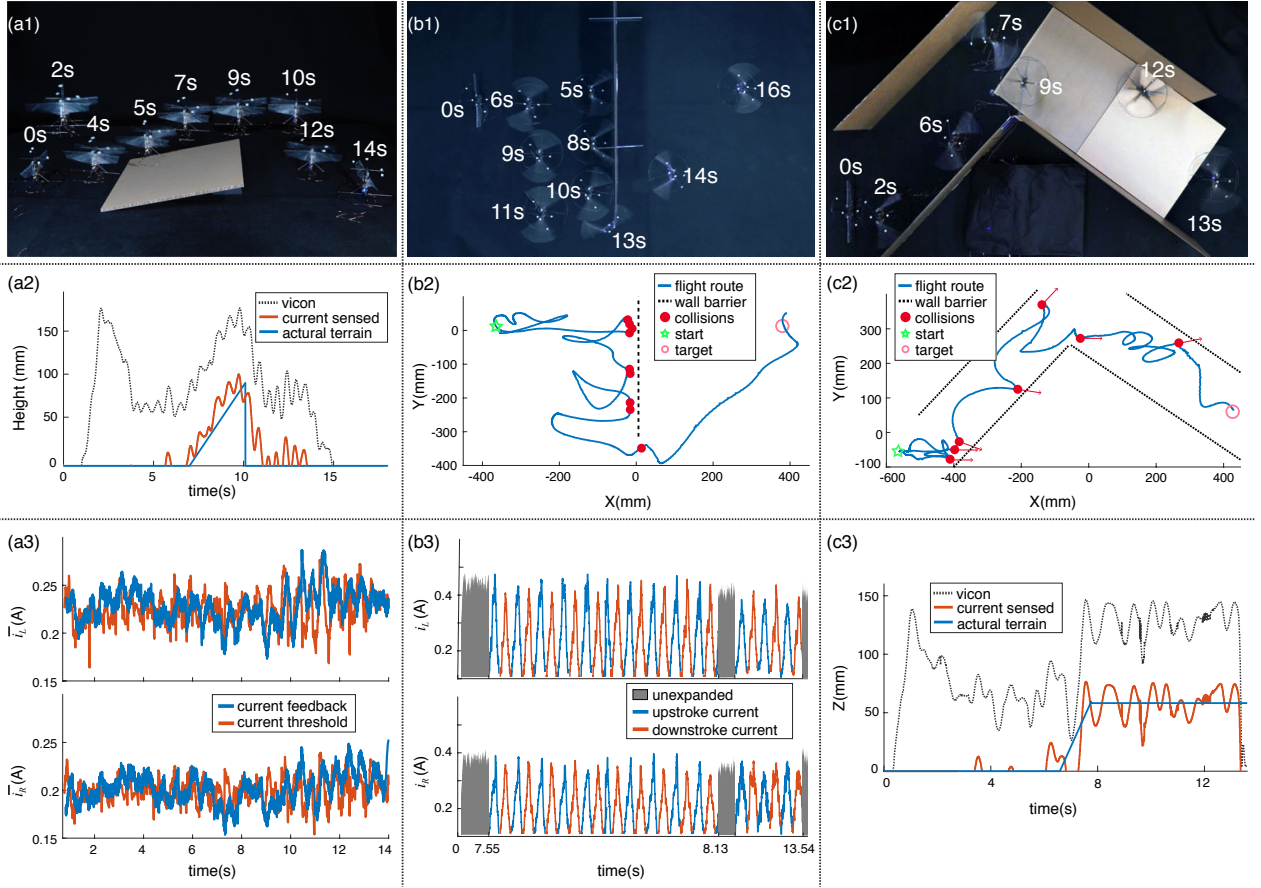 (a1)
2s
7s
9s
10s
5s
0s
4s
12s
14s
(b1)
0s
6s
5s
16s
9s
8s
14s
10s
11s
13s
(c1)
7s
9s
12s
6s
0s
2s
13s
(a2)
vicon
current sensed
actural terrain
Height (mm)
150
100
50
0
0 5 10 15
time(s)
(b2)
flight route
wall barrier
collisions
start
target
Y(mm)
0
-100
-200
-300
-400
-400 -200 0 200 400
X(mm)
(c2)
flight route
wall barrier
collisions
start
target
Y(mm)
300
200
100
0
-100
-600 -400 -200 0 200 400
X(mm)
(a3)
i_L (A)
0.25
0.2
0.15
current feedback
current threshold
i_R (A)
0.25
0.2
0.15
2 4 6 8 10 12 14
time(s)
(b3)
i_L (A)
0.4
0.2
unexpanded
upstroke current
downstroke current
i_R (A)
0.4
0.2
0 7.55 8.13 13.54
time(s)
(c3)
vicon
current sensed
actural terrain
Z(mm)
150
100
50
0
0 4 8 12
time(s)